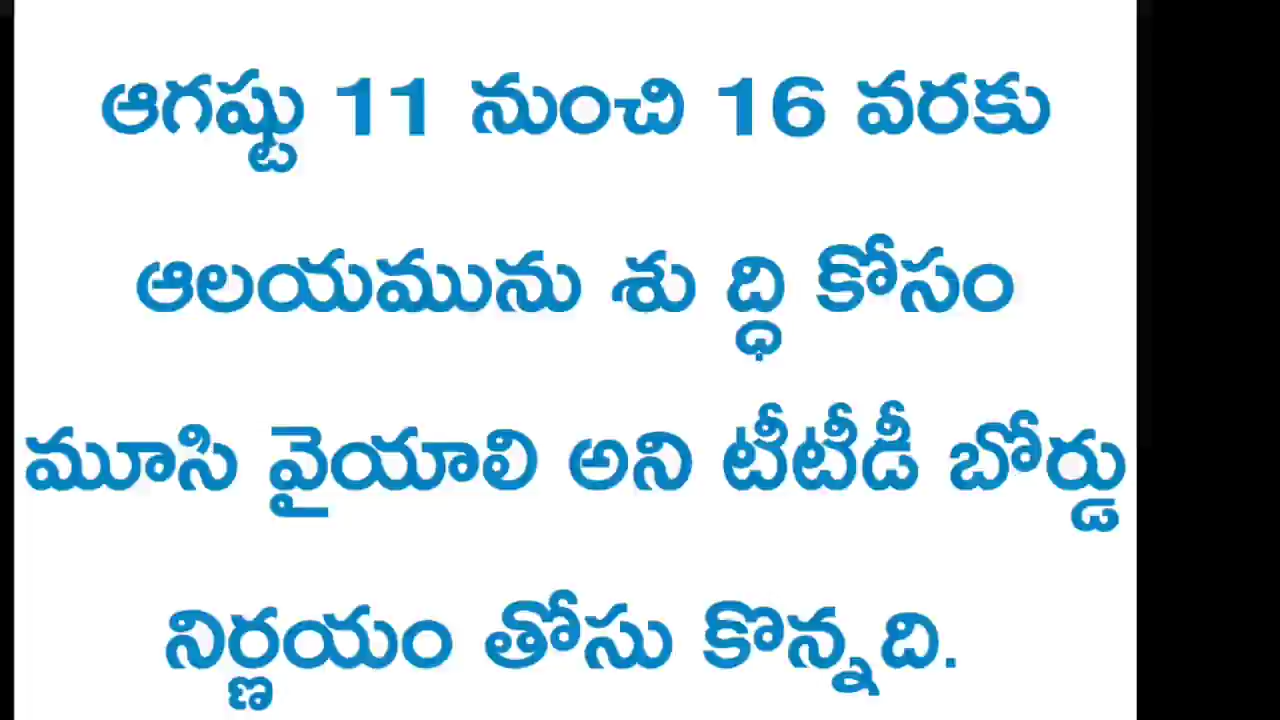 ఆగష్టు 11 నుంచి 16 వరకు
ఆలయమును శు ద్ధి కోసం
మూసి వైయాలి అని టీటీడీ బోర్డు
నిర్ణయం తోసు కొన్నది.